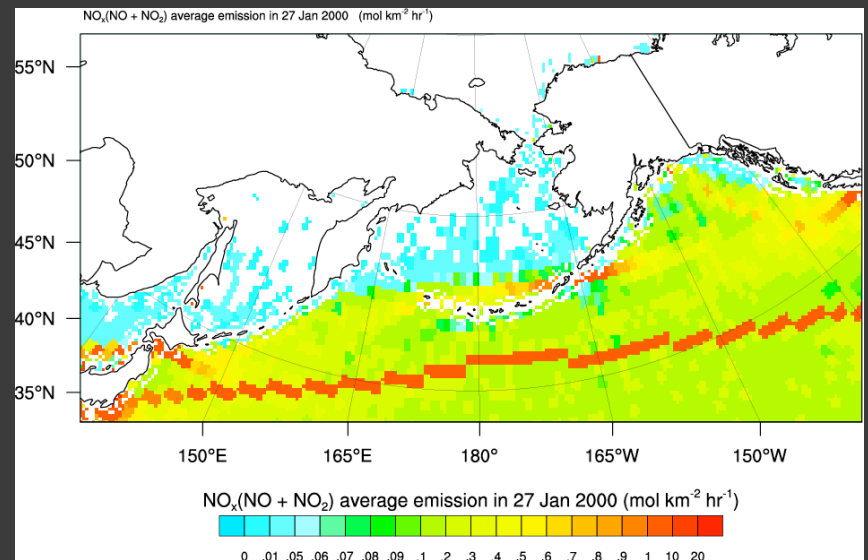 NOx(NO + NO2) average emission in 27 Jan 2000 (mol km-2 hr-1)
55°N
50°N
45°N
40°N
35°N
150°E 165°E 180° 165°W 150°W
NOx(NO + NO2) average emission in 27 Jan 2000 (mol km-2 hr-1)
0 .01 .05 .06 .07 .08 .09 .1 .2 .3 .4 .5 .6 .7 .8 .9 1 10 20